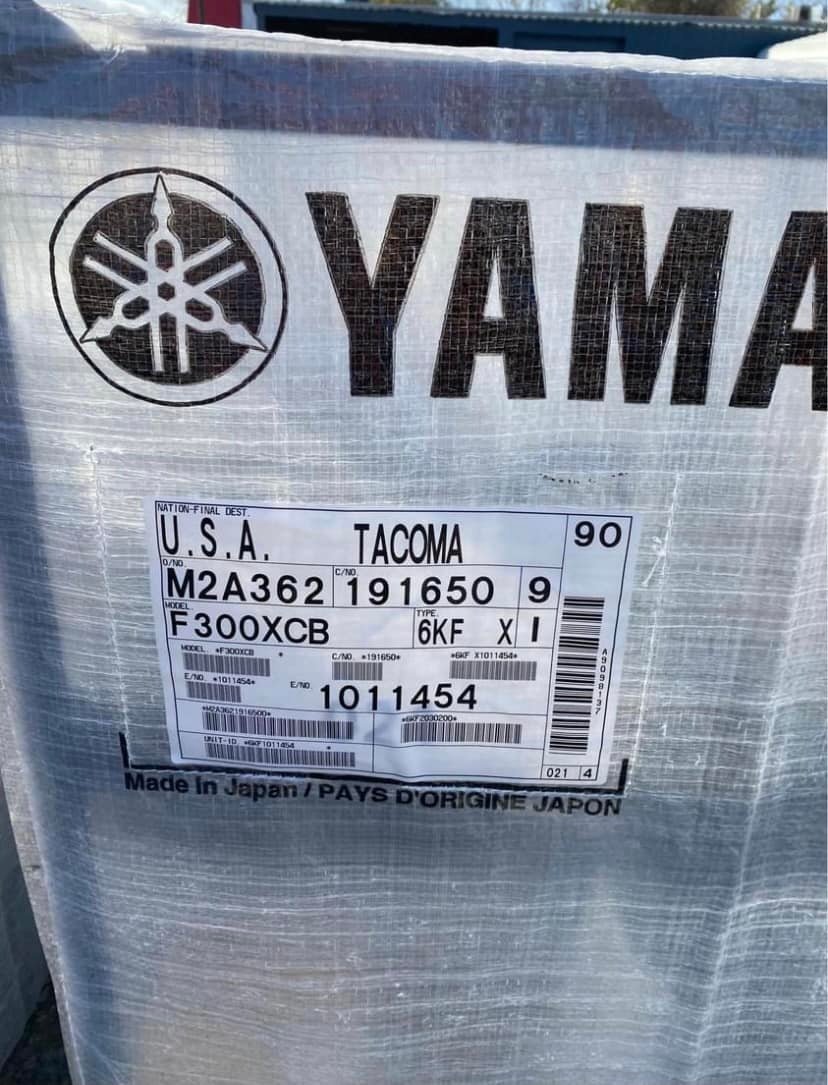 YAMA
NATION-FINAL DEST.
U.S.A. TACOMA 90
O/NO. C/NO.
M2A362 191650 9
MODEL TYPE
F300XCB 6KF X I
MODEL *F300XCB * C/NO. *191650* *6KF X1011454*
E/NO. *1011454*
E/NO. 1011454
*M2A3621916500* *6KF2030200*
UNIT-ID *6KF1011454 *
A9098137
021 4
Made in Japan / PAYS D'ORIGINE JAPON